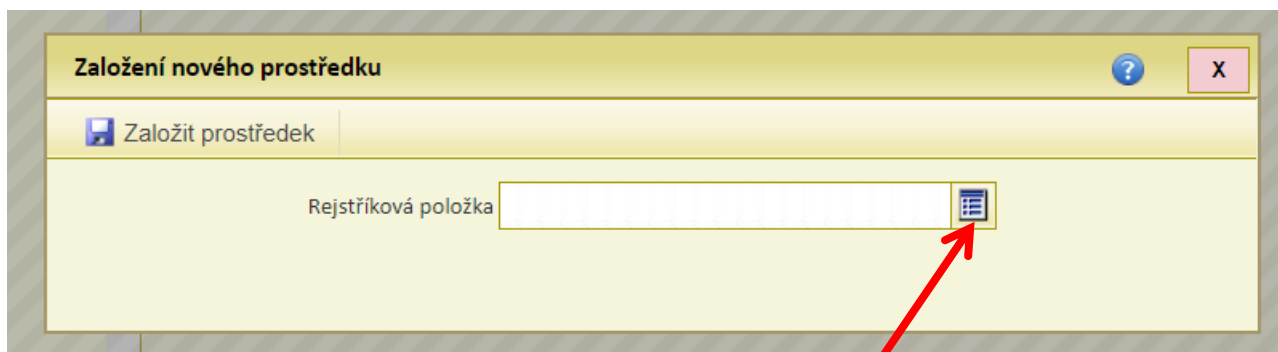 Založení nového prostředku
?
X
Založit prostředek
Rejstříková položka